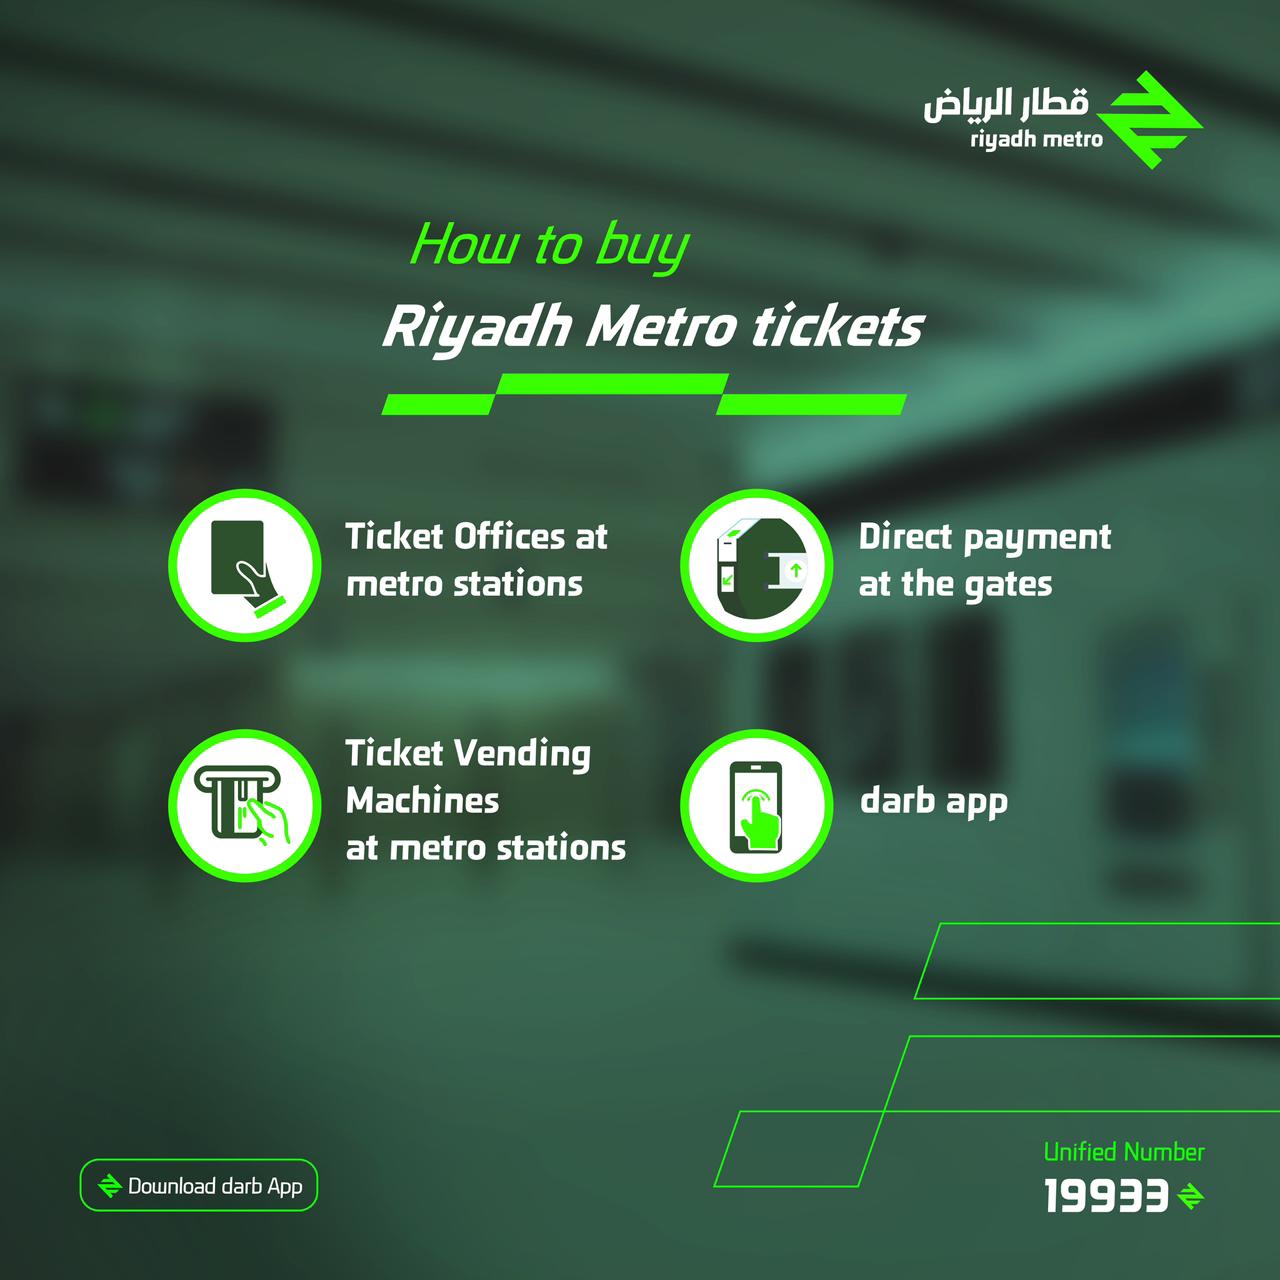 قطار الرياض
riyadh metro
How to buy
Riyadh Metro tickets
Ticket Offices at
metro stations
Direct payment
at the gates
Ticket Vending
Machines
at metro stations
darb app
Download darb App
Unified Number
19933